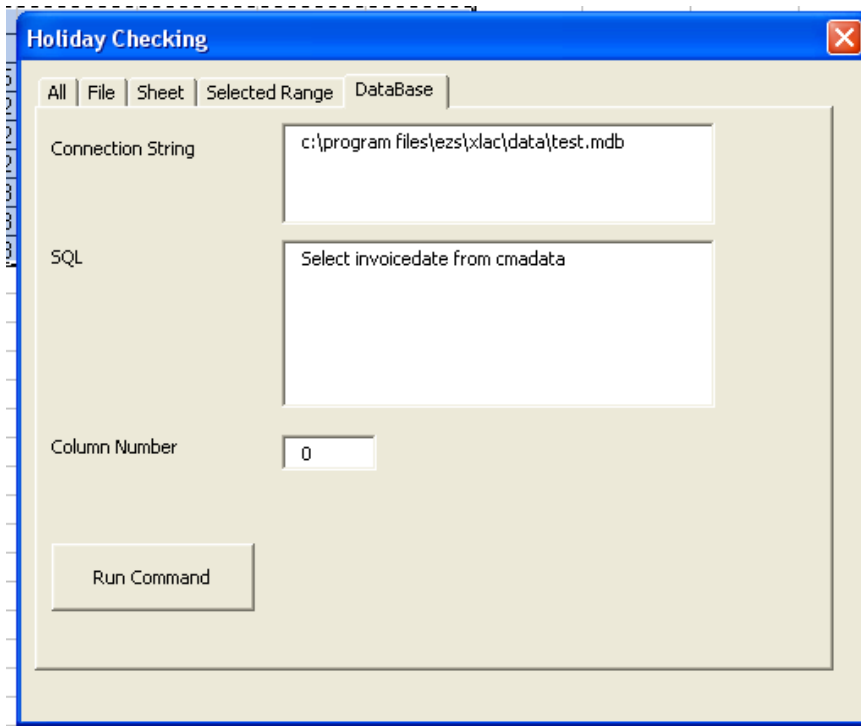 Holiday Checking
All File Sheet Selected Range DataBase
Connection String
c:\program files\ezs\xlac\data\test.mdb
SQL
Select invoicedate from cmadata
Column Number
0
Run Command